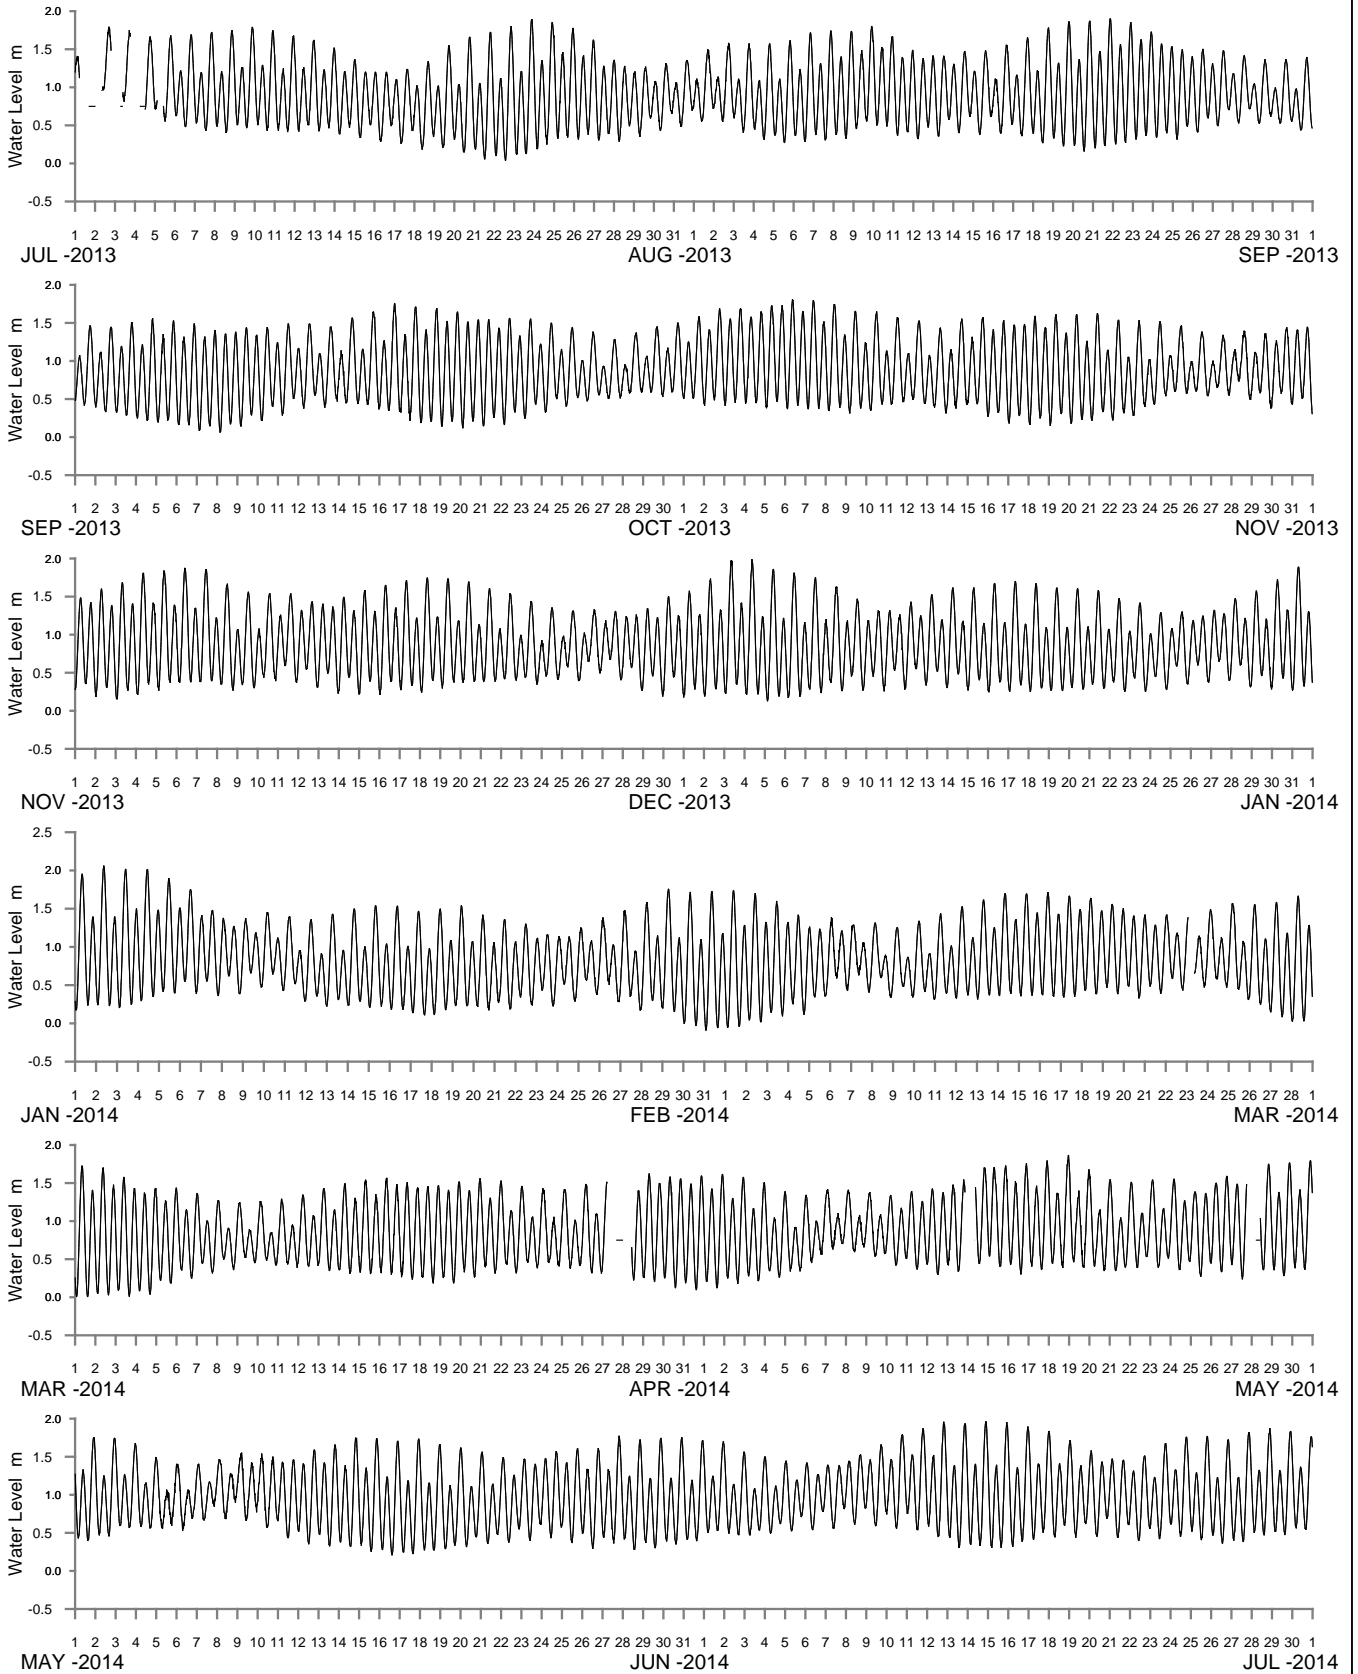 2.0
1.5
1.0
0.5
0.0
-0.5
Water Level m
1 2 3 4 5 6 7 8 9 10 11 12 13 14 15 16 17 18 19 20 21 22 23 24 25 26 27 28 29 30 31 1 2 3 4 5 6 7 8 9 10 11 12 13 14 15 16 17 18 19 20 21 22 23 24 25 26 27 28 29 30 31 1
JUL -2013 AUG -2013 SEP -2013
2.0
1.5
1.0
0.5
0.0
-0.5
Water Level m
1 2 3 4 5 6 7 8 9 10 11 12 13 14 15 16 17 18 19 20 21 22 23 24 25 26 27 28 29 30 1 2 3 4 5 6 7 8 9 10 11 12 13 14 15 16 17 18 19 20 21 22 23 24 25 26 27 28 29 30 31 1
SEP -2013 OCT -2013 NOV -2013
2.0
1.5
1.0
0.5
0.0
-0.5
Water Level m
1 2 3 4 5 6 7 8 9 10 11 12 13 14 15 16 17 18 19 20 21 22 23 24 25 26 27 28 29 30 1 2 3 4 5 6 7 8 9 10 11 12 13 14 15 16 17 18 19 20 21 22 23 24 25 26 27 28 29 30 31 1
NOV -2013 DEC -2013 JAN -2014
2.5
2.0
1.5
1.0
0.5
0.0
-0.5
Water Level m
1 2 3 4 5 6 7 8 9 10 11 12 13 14 15 16 17 18 19 20 21 22 23 24 25 26 27 28 29 30 31 1 2 3 4 5 6 7 8 9 10 11 12 13 14 15 16 17 18 19 20 21 22 23 24 25 26 27 28 1
JAN -2014 FEB -2014 MAR -2014
2.0
1.5
1.0
0.5
0.0
-0.5
Water Level m
1 2 3 4 5 6 7 8 9 10 11 12 13 14 15 16 17 18 19 20 21 22 23 24 25 26 27 28 29 30 31 1 2 3 4 5 6 7 8 9 10 11 12 13 14 15 16 17 18 19 20 21 22 23 24 25 26 27 28 29 30 1
MAR -2014 APR -2014 MAY -2014
2.0
1.5
1.0
0.5
0.0
-0.5
Water Level m
1 2 3 4 5 6 7 8 9 10 11 12 13 14 15 16 17 18 19 20 21 22 23 24 25 26 27 28 29 30 31 1 2 3 4 5 6 7 8 9 10 11 12 13 14 15 16 17 18 19 20 21 22 23 24 25 26 27 28 29 30 1
MAY -2014 JUN -2014 JUL -2014